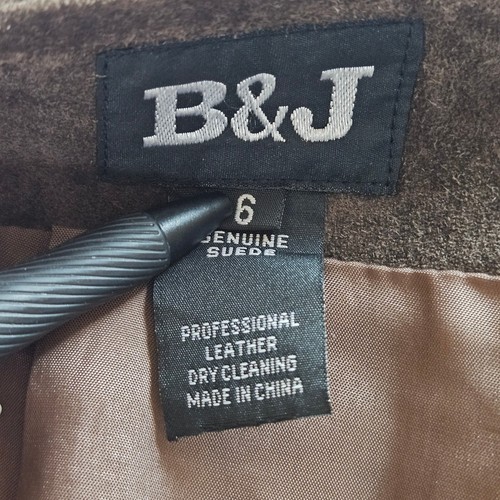 B&J
6
GENUINE
SUEDE
PROFESSIONAL
LEATHER
DRY CLEANING
MADE IN CHINA